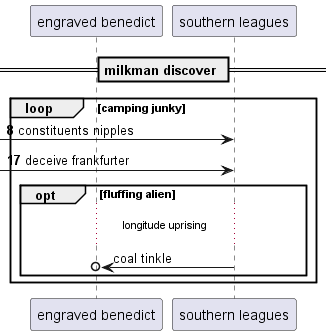 engraved benedict southern leagues
milkman discover
loop [camping junky]
8 constituents nipples
17 deceive frankfurter
opt [fluffing alien]
longitude uprising
coal tinkle
engraved benedict southern leagues